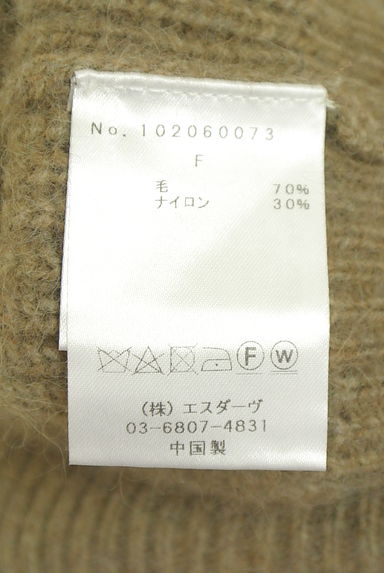 No. 102060073
F
毛 70%
ナイロン 30%
F W
(株) エスダーヴ
03-6807-4831
中国製